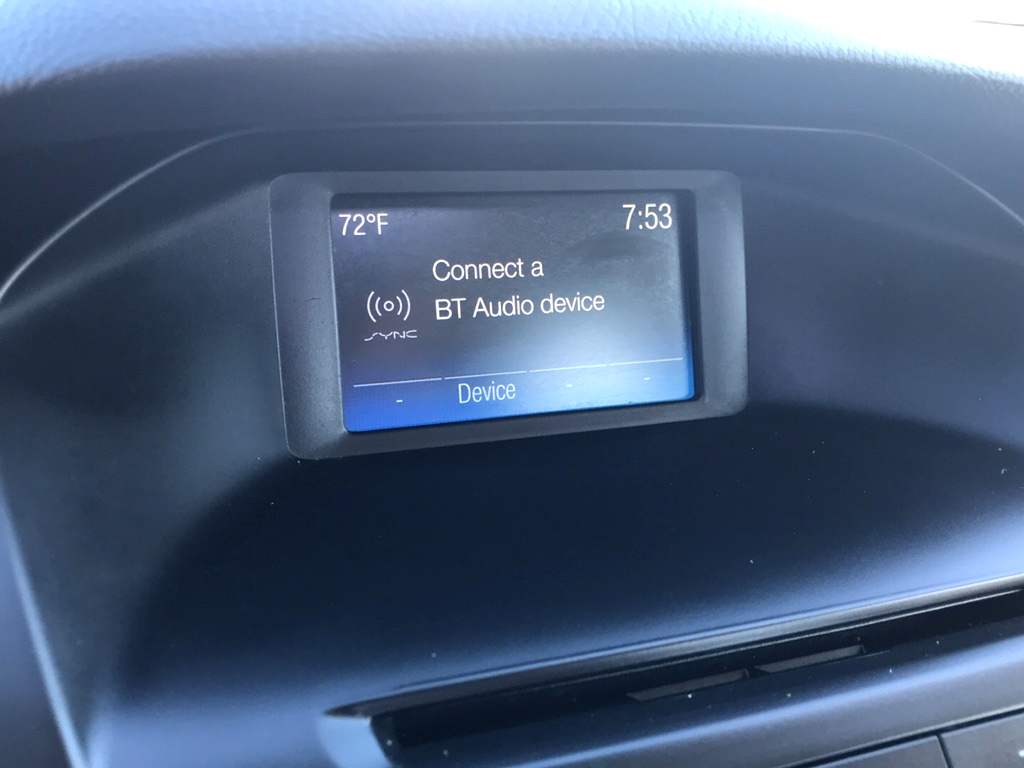 72°F
7:53
Connect a
BT Audio device
SYNC
- Device - -